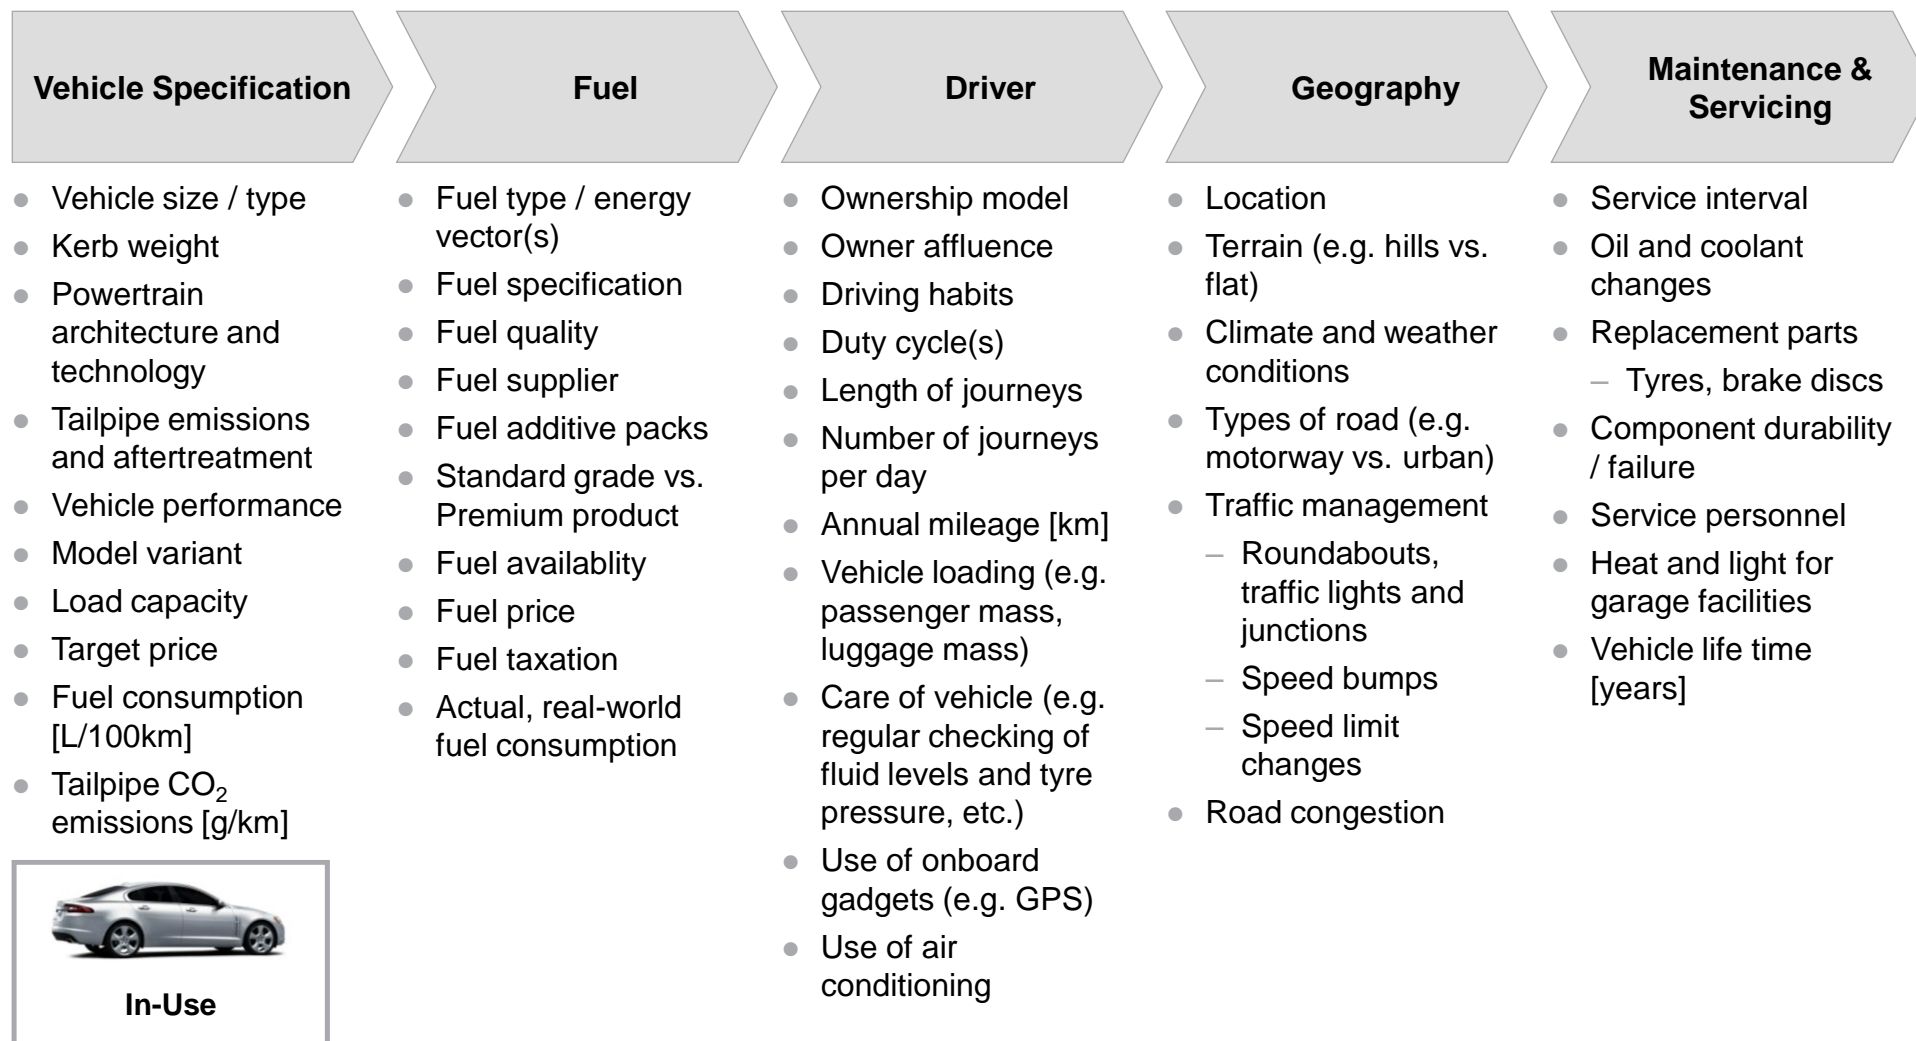 Vehicle Specification
● Vehicle size / type
● Kerb weight
● Powertrain
architecture and
technology
● Tailpipe emissions
and aftertreatment
● Vehicle performance
● Model variant
● Load capacity
● Target price
● Fuel consumption
[L/100km]
● Tailpipe CO₂
emissions [g/km]
In-Use
Fuel
● Fuel type / energy
vector(s)
● Fuel specification
● Fuel quality
● Fuel supplier
● Fuel additive packs
● Standard grade vs.
Premium product
● Fuel availablity
● Fuel price
● Fuel taxation
● Actual, real-world
fuel consumption
Driver
● Ownership model
● Owner affluence
● Driving habits
● Duty cycle(s)
● Length of journeys
● Number of journeys
per day
● Annual mileage [km]
● Vehicle loading (e.g.
passenger mass,
luggage mass)
● Care of vehicle (e.g.
regular checking of
fluid levels and tyre
pressure, etc.)
● Use of onboard
gadgets (e.g. GPS)
● Use of air
conditioning
Geography
● Location
● Terrain (e.g. hills vs.
flat)
● Climate and weather
conditions
● Types of road (e.g.
motorway vs. urban)
● Traffic management
– Roundabouts,
traffic lights and
junctions
– Speed bumps
– Speed limit
changes
● Road congestion
Maintenance &
Servicing
● Service interval
● Oil and coolant
changes
● Replacement parts
– Tyres, brake discs
● Component durability
/ failure
● Service personnel
● Heat and light for
garage facilities
● Vehicle life time
[years]